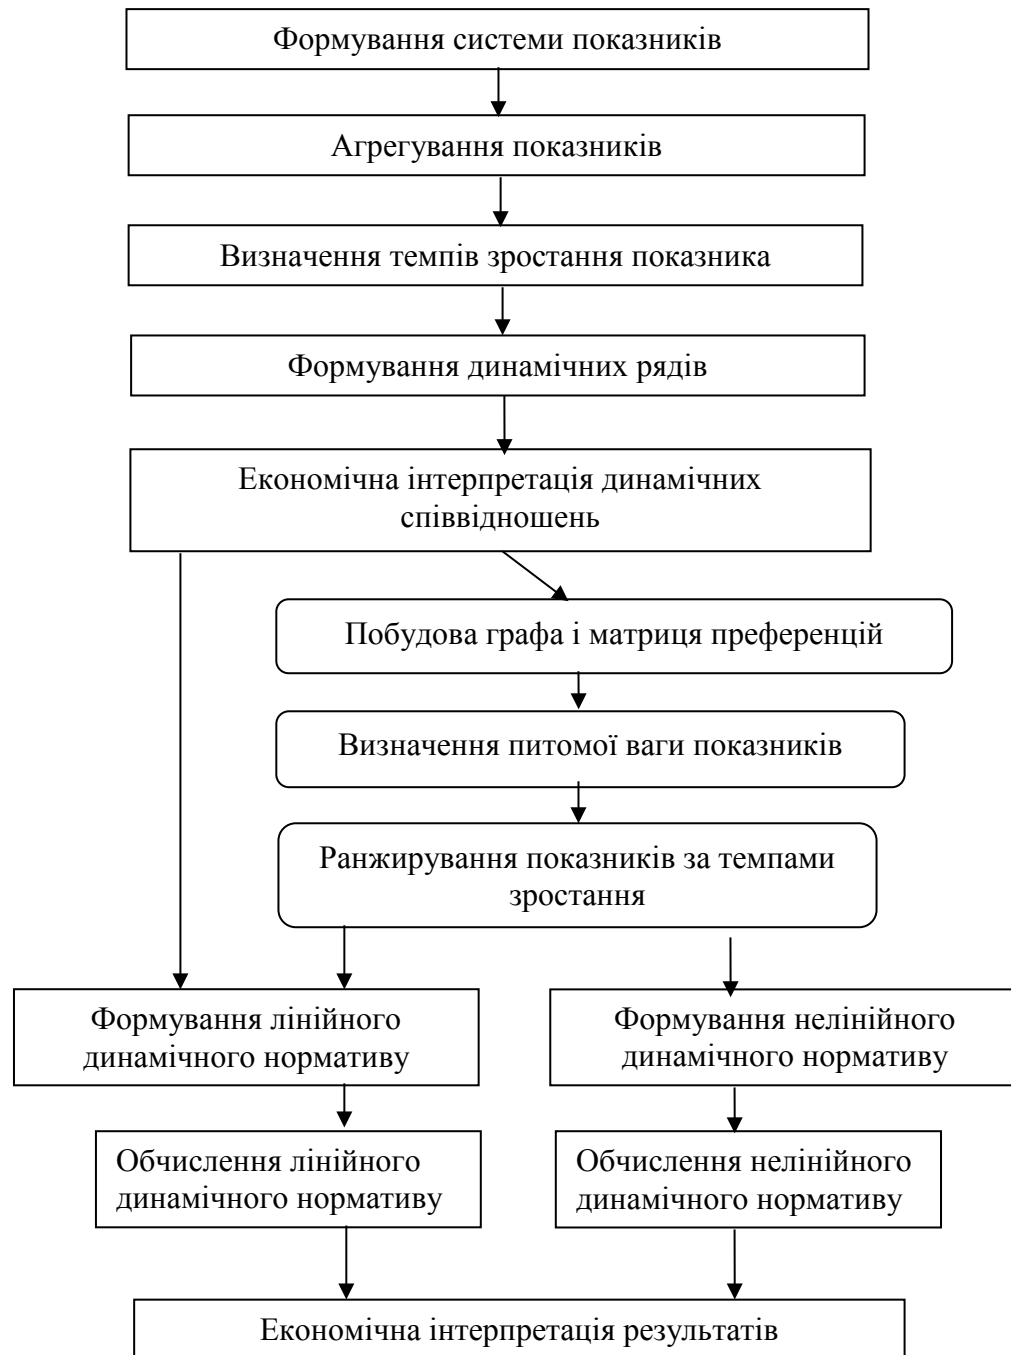 Формування системи показників
Агрегування показників
Визначення темпів зростання показника
Формування динамічних рядів
Економічна інтерпретація динамічних
співвідношень
Побудова графа і матриця преференцій
Визначення питомої ваги показників
Ранжирування показників за темпами
зростання
Формування лінійного
динамічного нормативу
Формування нелінійного
динамічного нормативу
Обчислення лінійного
динамічного нормативу
Обчислення нелінійного
динамічного нормативу
Економічна інтерпретація результатів